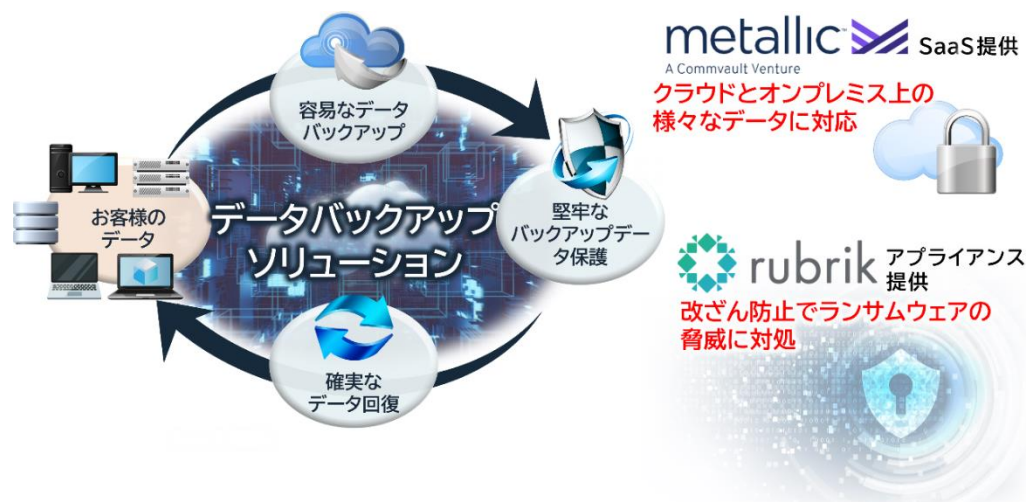 容易なデータ
バックアップ
お客様の
データ
データバックアップ
ソリューション
堅牢な
バックアップデー
タ保護
確実な
データ回復
metallic™ SaaS提供
A Commvault Venture
クラウドとオンプレミス上の
様々なデータに対応
rubrik アプライアンス
提供
改ざん防止でランサムウェアの
脅威に対処